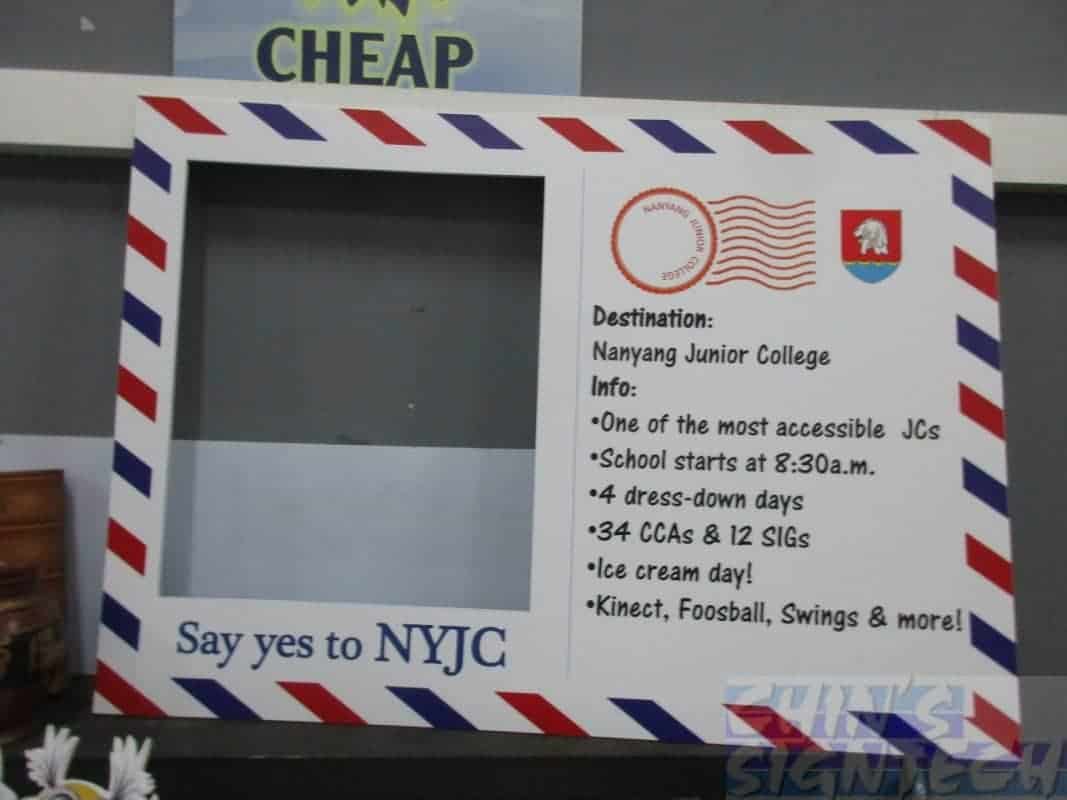 CHEAP
NANYANG JUNIOR COLLEGE
Destination:
Nanyang Junior College
Info:
•One of the most accessible JCs
•School starts at 8:30a.m.
•4 dress-down days
•34 CCAs & 12 SIGs
•Ice cream day!
•Kinect, Foosball, Swings & more!
Say yes to NYJC
CHIN'S
SIGNTECH